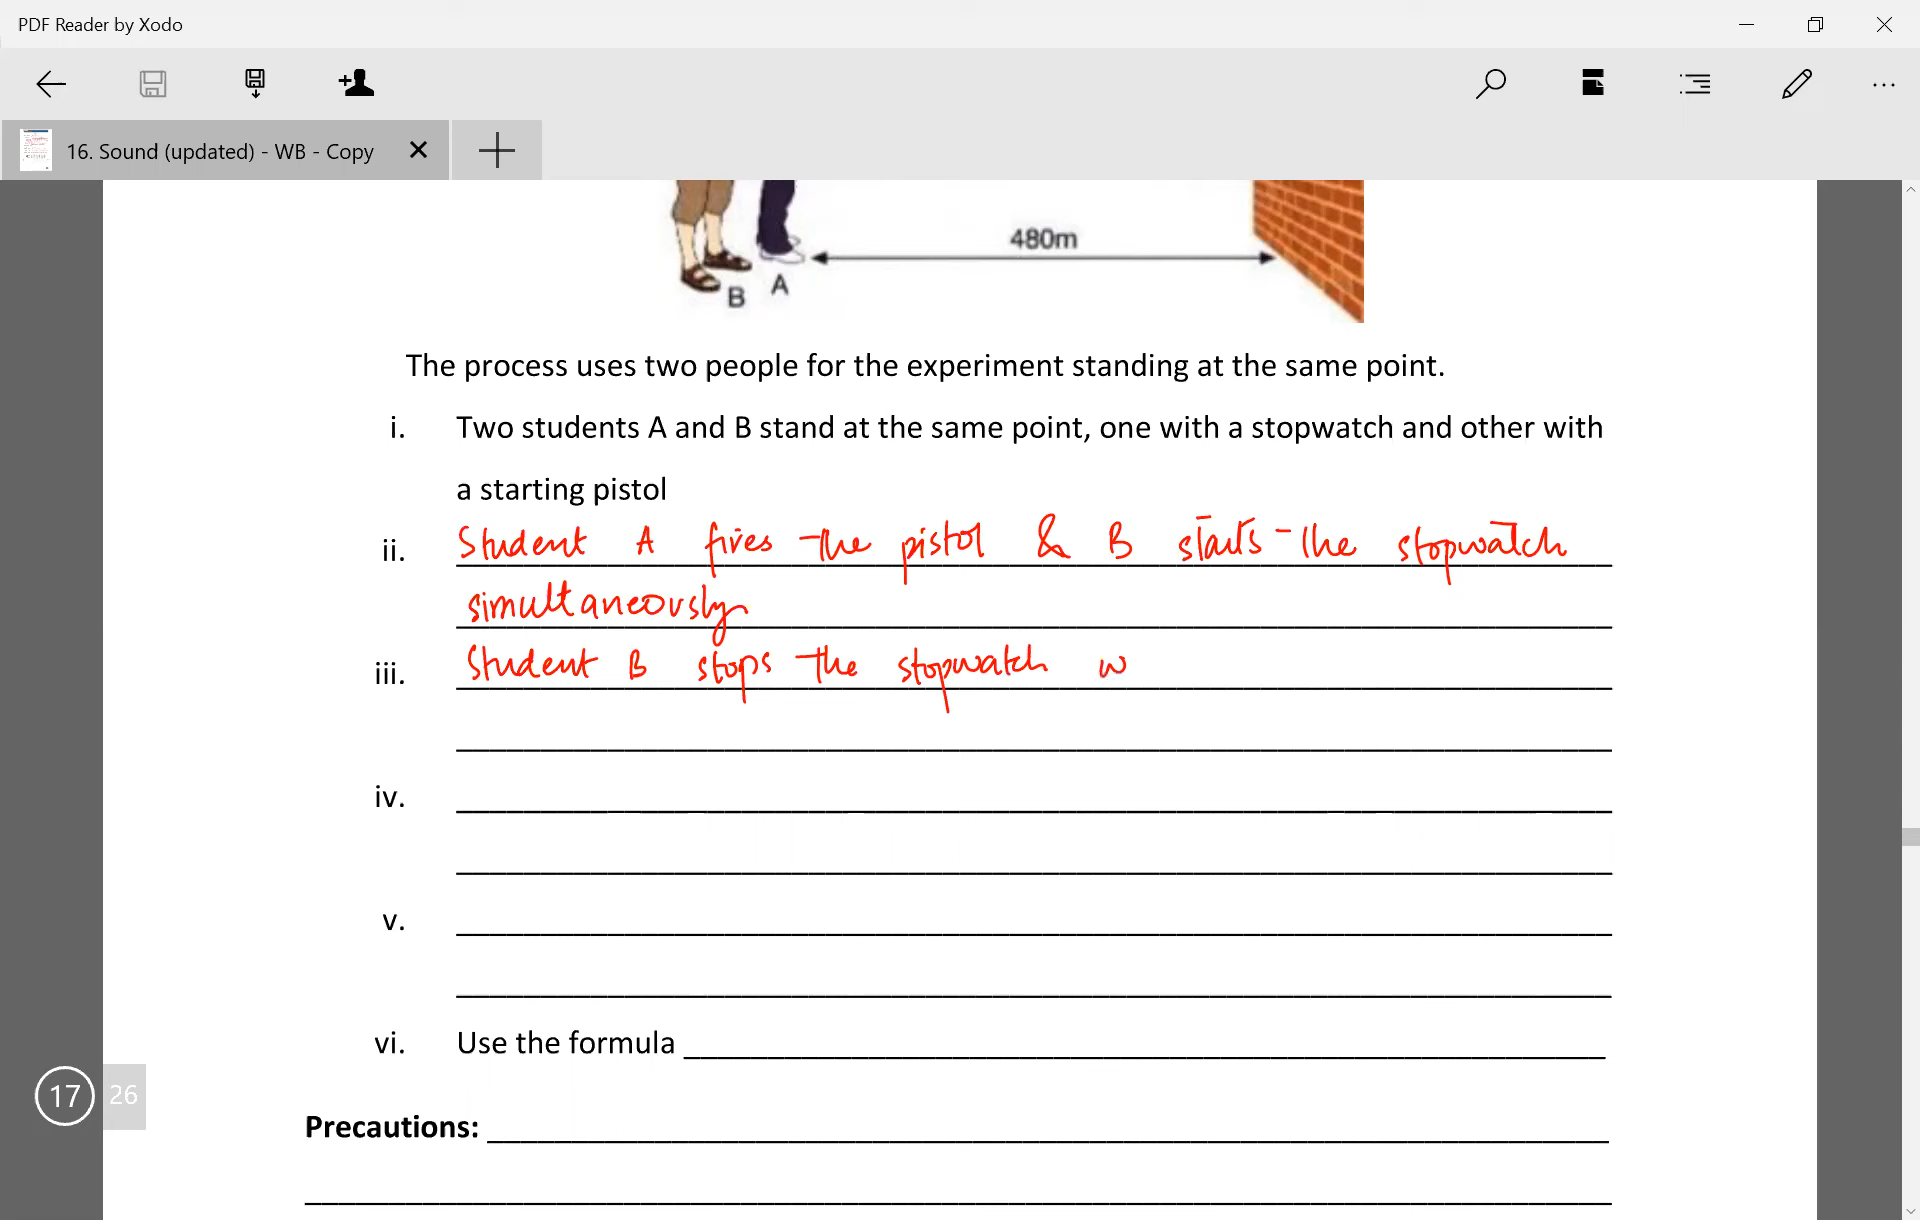 PDF Reader by Xodo
16. Sound (updated) - WB - Copy
480m
B A
The process uses two people for the experiment standing at the same point.
i. Two students A and B stand at the same point, one with a stopwatch and other with
a starting pistol
ii. Student A fires the pistol & B starts the stopwatch
simultaneously
iii. Student B stops the stopwatch w
iv.
v.
vi. Use the formula
17 26
Precautions: